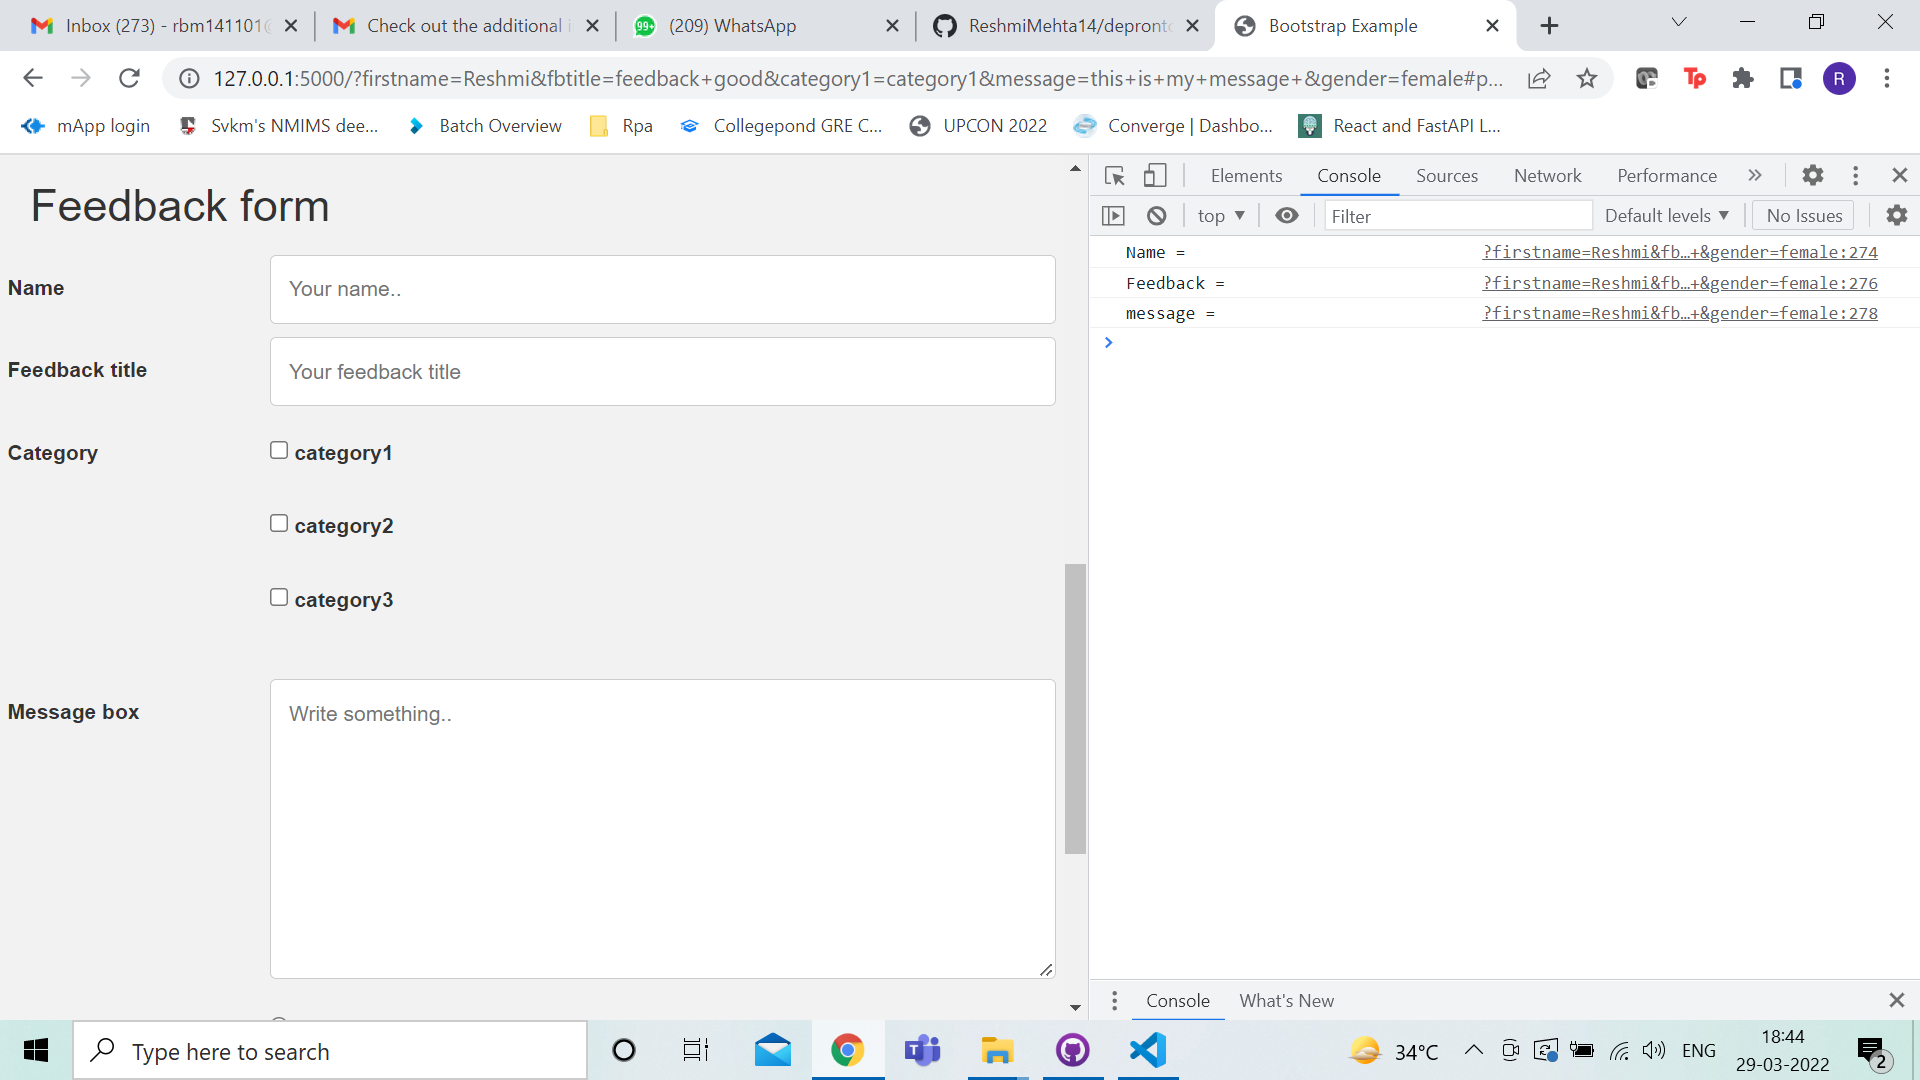 Inbox (273) - rbm141101@
Check out the additional i
99+ (209) WhatsApp
ReshmiMehta14/depronto
Bootstrap Example
127.0.0.1:5000/?firstname=Reshmi&fbtitle=feedback+good&category1=category1&message=this+is+my+message+&gender=female#p...
Tp
R
mApp login
Svkm's NMIMS dee...
Batch Overview
Rpa
Collegepond GRE C...
UPCON 2022
Converge | Dashbo...
React and FastAPI L...
Feedback form
Name
Your name..
Feedback title
Your feedback title
Category
category1
category2
category3
Message box
Write something..
Elements Console Sources Network Performance »
top ▼ Filter Default levels ▼ No Issues
Name = ?firstname=Reshmi&fb…+&gender=female:274
Feedback = ?firstname=Reshmi&fb…+&gender=female:276
message = ?firstname=Reshmi&fb…+&gender=female:278
Console What's New
Type here to search
34°C
ENG
18:44
29-03-2022
2